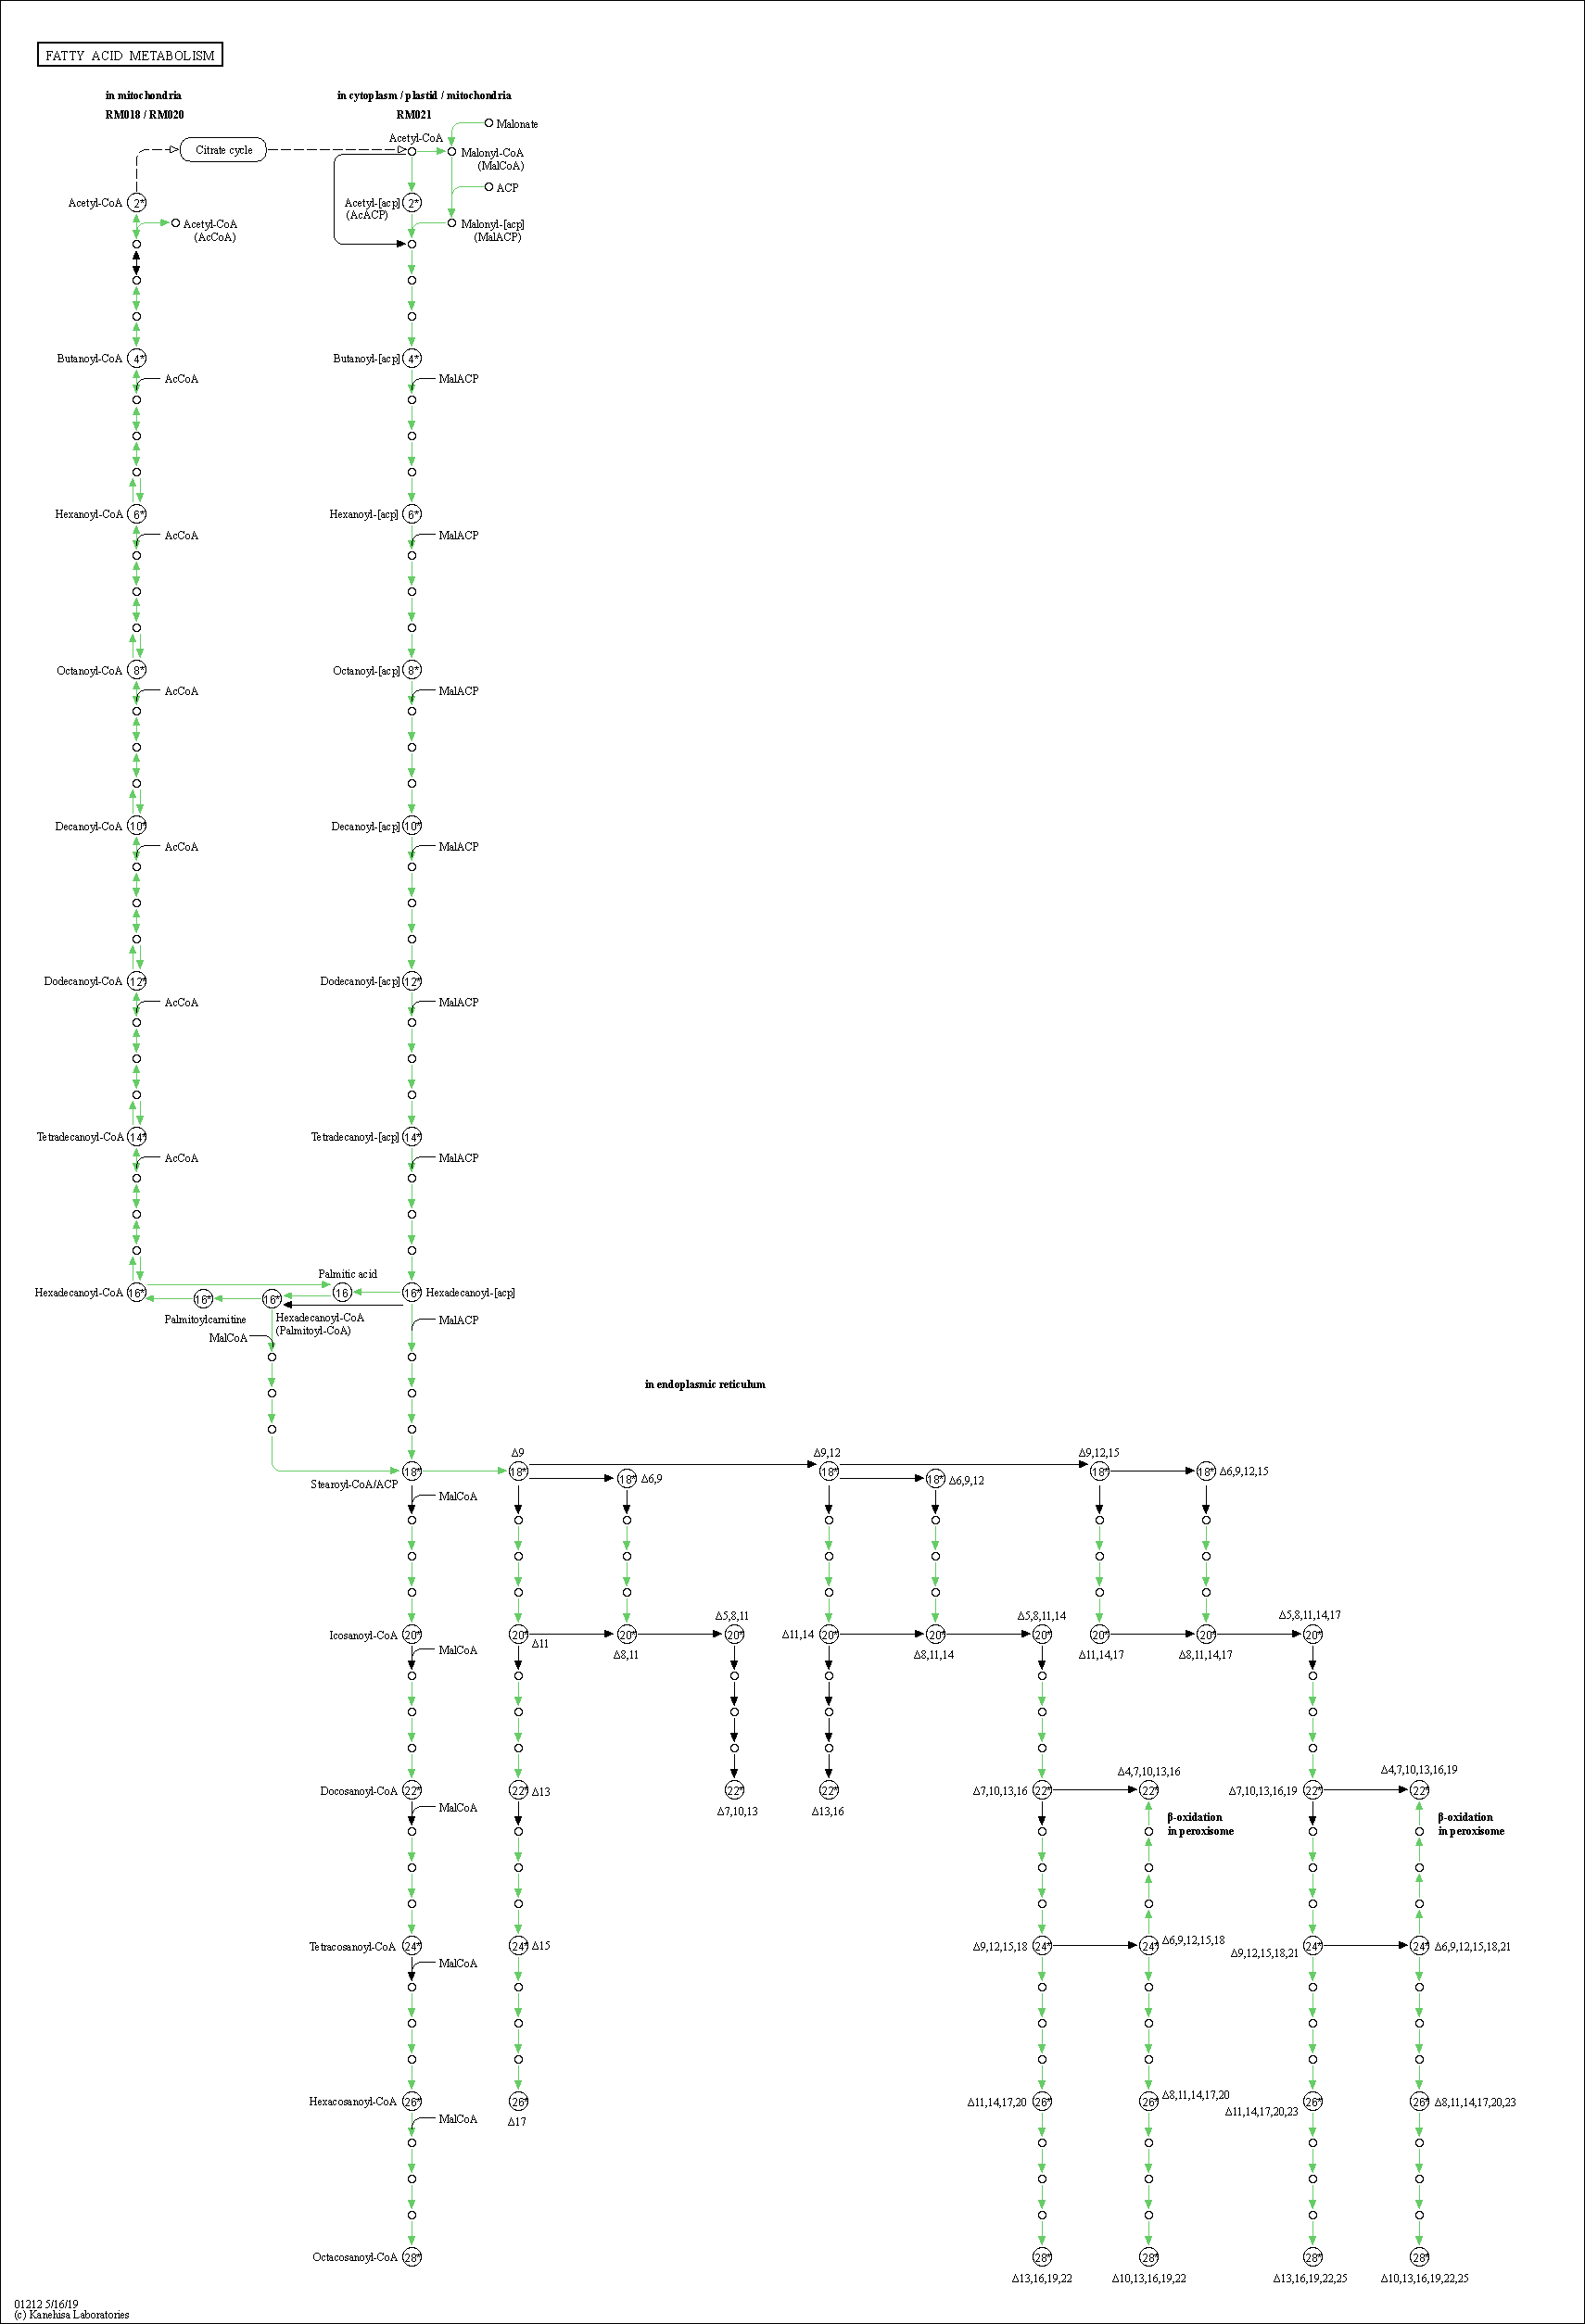 FATTY ACID METABOLISM
in mitochondria
RM018 / RM020
in cytoplasm / plastid / mitochondria
RM021
Malonate
Acetyl-CoA
Citrate cycle
Malonyl-CoA
(MalCoA)
ACP
Acetyl-CoA
2*
Acetyl-[acp]
(AcACP)
2*
Acetyl-CoA
(AcCoA)
Malonyl-[acp]
(MalACP)
Butanoyl-CoA
4*
Butanoyl-[acp]
4*
AcCoA
MalACP
Hexanoyl-CoA
6*
Hexanoyl-[acp]
6*
AcCoA
MalACP
Octanoyl-CoA
8*
Octanoyl-[acp]
8*
AcCoA
MalACP
Decanoyl-CoA
10*
Decanoyl-[acp]
10*
AcCoA
MalACP
Dodecanoyl-CoA
12*
Dodecanoyl-[acp]
12*
AcCoA
MalACP
Tetradecanoyl-CoA
14*
Tetradecanoyl-[acp]
14*
AcCoA
MalACP
Palmitic acid
Hexadecanoyl-CoA
16*
16*
16*
16
16*
Hexadecanoyl-[acp]
Palmitoylcarnitine
Hexadecanoyl-CoA
(Palmitoyl-CoA)
MalACP
MalCoA
in endoplasmic reticulum
Δ9
Δ9,12
Δ9,12,15
18*
18*
18*
Δ6,9
18*
18*
Δ6,9,12
18*
18*
Δ6,9,12,15
Stearoyl-CoA/ACP
MalCoA
Δ5,8,11
Δ5,8,11,14
Δ5,8,11,14,17
Icosanoyl-CoA
20*
20*
Δ11
20*
20*
Δ11,14
20*
20*
20*
20*
20*
20*
MalCoA
Δ8,11
Δ8,11,14
Δ11,14,17
Δ8,11,14,17
Δ4,7,10,13,16
Δ4,7,10,13,16,19
Docosanoyl-CoA
22*
22*
Δ13
22*
22*
Δ7,10,13,16
22*
22*
Δ7,10,13,16,19
22*
22*
MalCoA
Δ7,10,13
Δ13,16
β-oxidation
in peroxisome
β-oxidation
in peroxisome
Tetracosanoyl-CoA
24*
24*
Δ15
Δ9,12,15,18
24*
24*
Δ6,9,12,15,18
Δ9,12,15,18,21
24*
24*
Δ6,9,12,15,18,21
MalCoA
Hexacosanoyl-CoA
26*
26*
Δ17
Δ11,14,17,20
26*
26*
Δ8,11,14,17,20
Δ11,14,17,20,23
26*
26*
Δ8,11,14,17,20,23
MalCoA
Octacosanoyl-CoA
28*
28*
28*
28*
28*
Δ13,16,19,22
Δ10,13,16,19,22
Δ13,16,19,22,25
Δ10,13,16,19,22,25
01212 5/16/19
(c) Kanehisa Laboratories